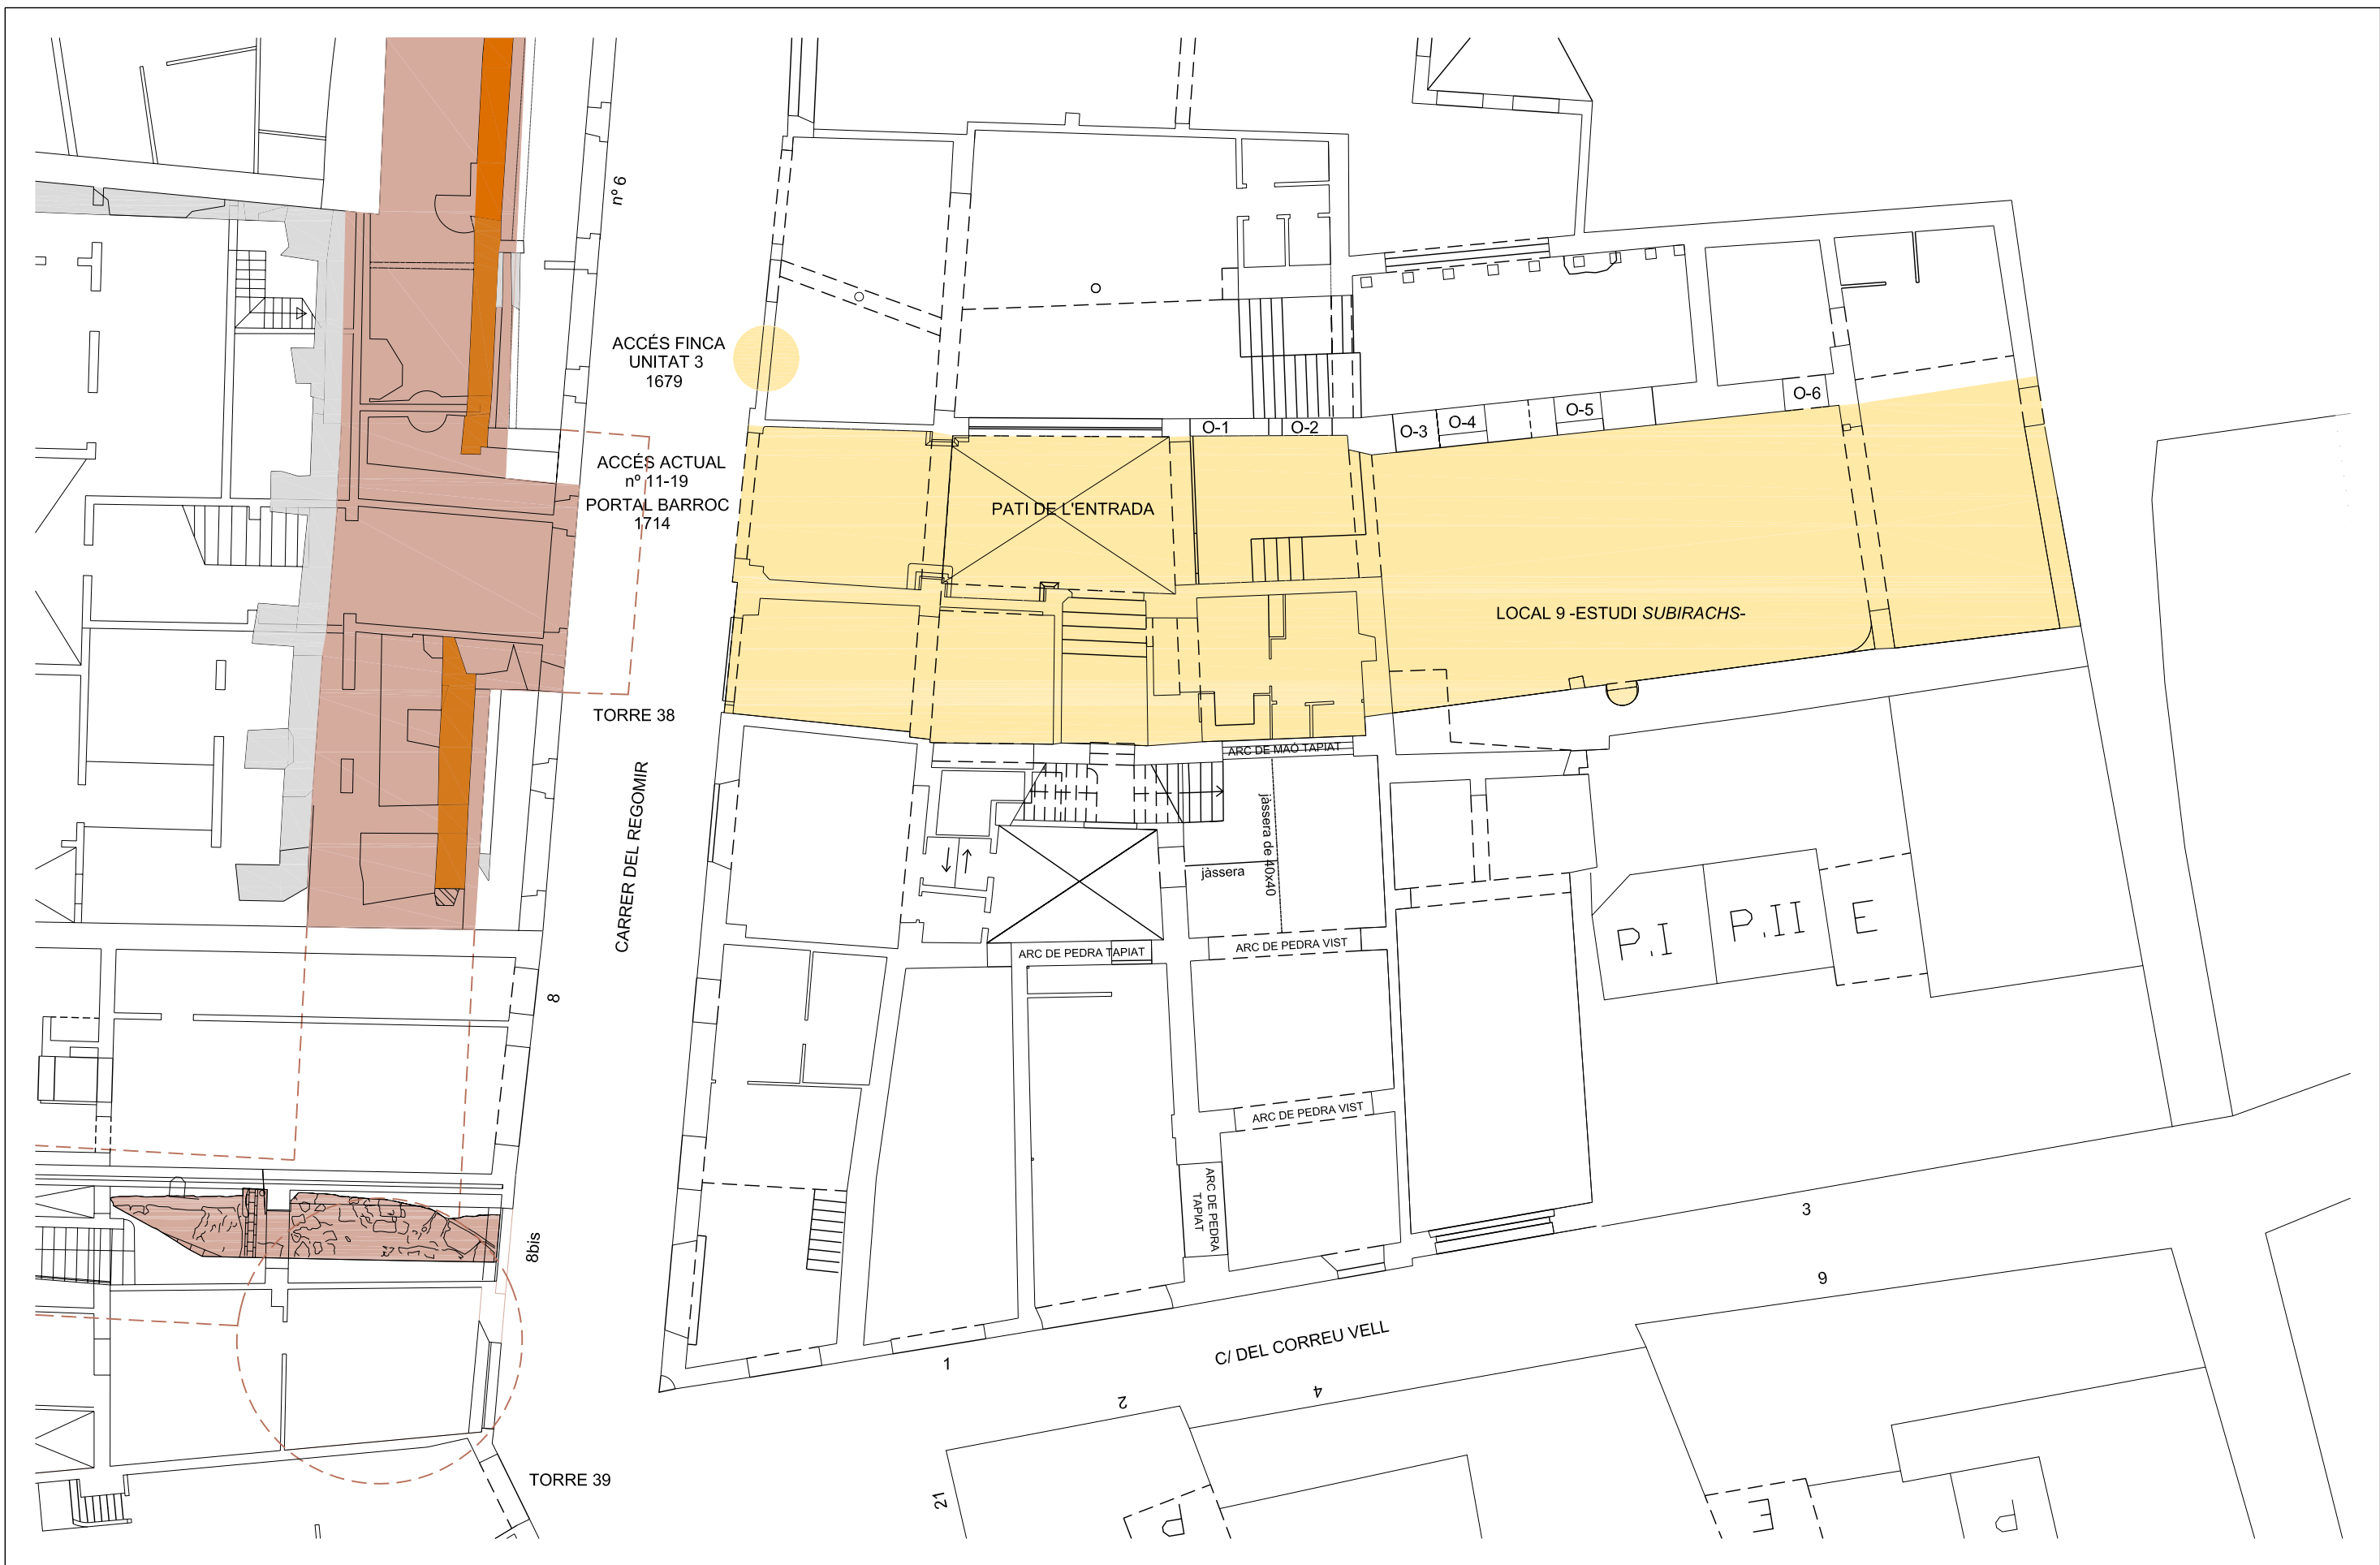 nº 6
ACCÉS FINCA
UNITAT 3
1679
ACCÉS ACTUAL
nº 11-19
PORTAL BARROC
1714
TORRE 38
CARRER DEL REGOMIR
8
8bis
TORRE 39
O-1
O-2
O-3
O-4
O-5
O-6
PATI DE L'ENTRADA
LOCAL 9 -ESTUDI SUBIRACHS-
ARC DE MAÓ TAPIAT
jàssera de 40x40
jàssera
ARC DE PEDRA TAPIAT
ARC DE PEDRA VIST
ARC DE PEDRA VIST
ARC DE PEDRA
TAPIAT
P.I
P.II
E
3
1
C/ DEL CORREU VELL
2
4
6
21
P
E
P